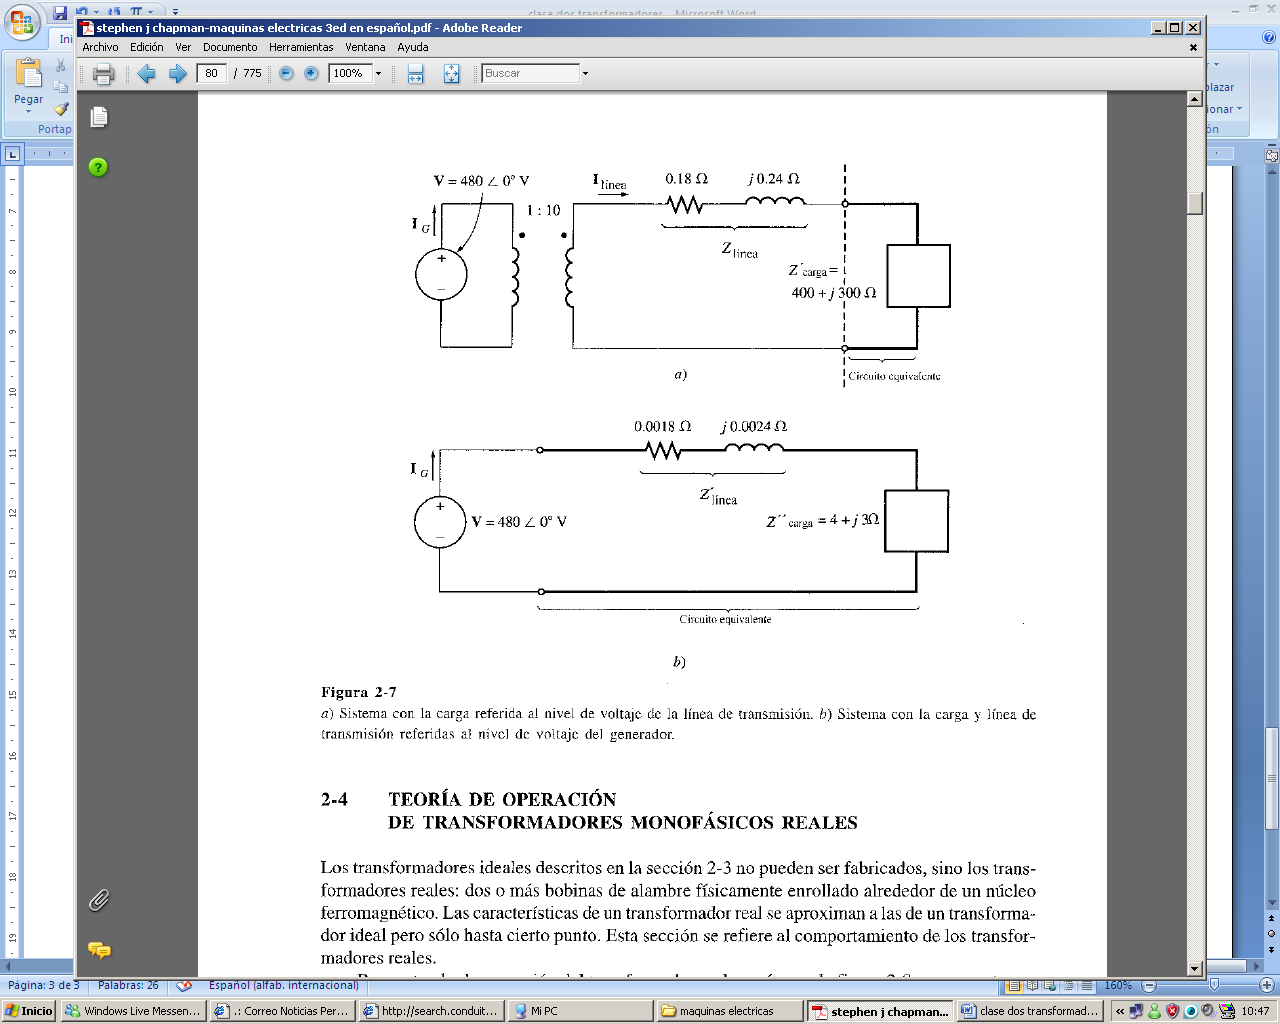 clase dos transformadores - Microsoft Word
stephen j chapman-maquinas electricas 3ed en español.pdf - Adobe Reader
Archivo Edición Ver Documento Herramientas Ventana Ayuda
80 / 775 100% Buscar
Pegar
Portap
V = 480 ∠ 0° V
I línea
0.18 Ω
j 0.24 Ω
I G
1 : 10
Z línea
Z´carga =
400 + j 300 Ω
a)
Circuito equivalente
0.0018 Ω
j 0.0024 Ω
I G
Z´línea
V = 480 ∠ 0° V
Z´´carga = 4 + j 3Ω
Circuito equivalente
b)
Figura 2-7
a) Sistema con la carga referida al nivel de voltaje de la línea de transmisión. b) Sistema con la carga y línea de
transmisión referidas al nivel de voltaje del generador.
2-4 TEORÍA DE OPERACIÓN
DE TRANSFORMADORES MONOFÁSICOS REALES
Los transformadores ideales descritos en la sección 2-3 no pueden ser fabricados, sino los trans-
formadores reales: dos o más bobinas de alambre físicamente enrollado alrededor de un núcleo
ferromagnético. Las características de un transformador real se aproximan a las de un transforma-
dor ideal pero sólo hasta cierto punto. Esta sección se refiere al comportamiento de los transfor-
madores reales.
Página: 3 de 3 Palabras: 26 Español (alfab. internacional) 160%
Inicio Windows Live Messen... .: Correo Noticias Per... http://search.conduit... Mi PC maquinas electricas stephen j chapman... clase dos transformad... 10:47